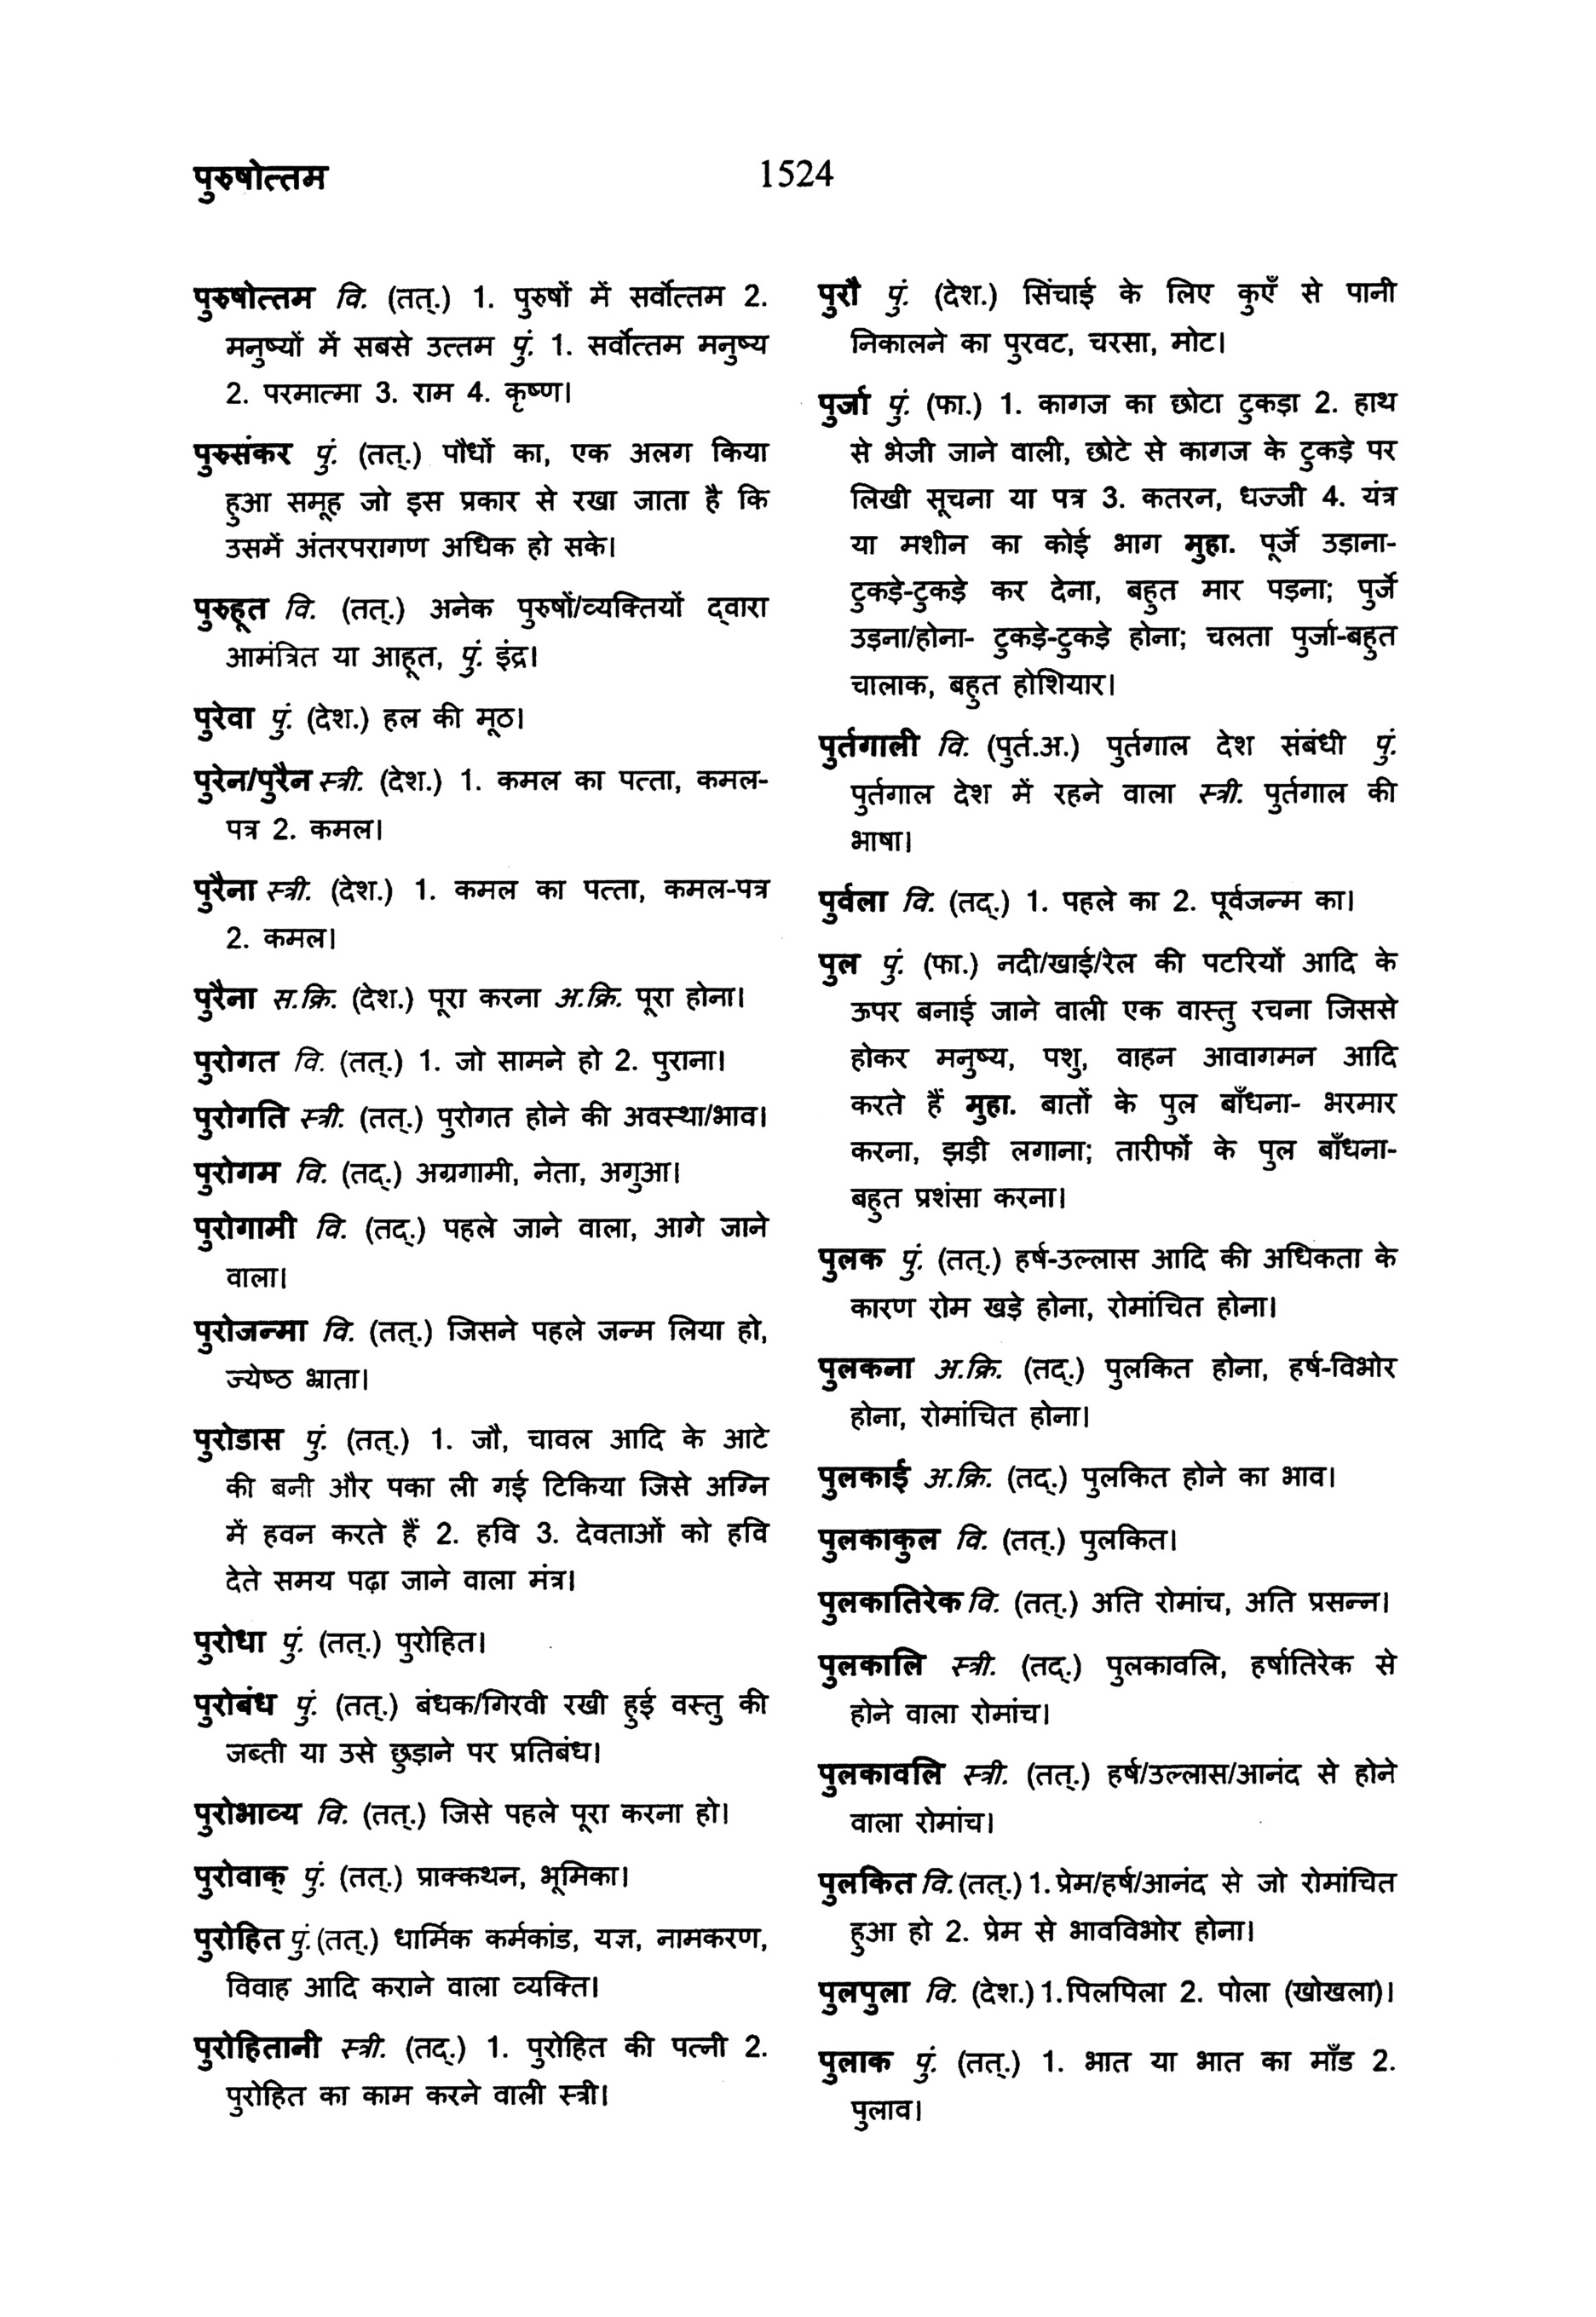 पुरुषोत्तम
1524
पुरुषोत्तम वि. (तत्.) 1. पुरुषों में सर्वोत्तम 2.
मनुष्यों में सबसे उत्तम पुं. 1. सर्वोत्तम मनुष्य
2. परमात्मा 3. राम 4. कृष्ण।
पुरुसंकर पुं. (तत्.) पौधों का, एक अलग किया
हुआ समूह जो इस प्रकार से रखा जाता है कि
उसमें अंतरपरागण अधिक हो सके।
पुरुहूत वि. (तत्.) अनेक पुरुषों/व्यक्तियों द्वारा
आमंत्रित या आहूत, पुं. इंद्र।
पुरेवा पुं. (देश.) हल की मूठ।
पुरेन/पुरैन स्त्री. (देश.) 1. कमल का पत्ता, कमल-
पत्र 2. कमल।
पुरैना स्त्री. (देश.) 1. कमल का पत्ता, कमल-पत्र
2. कमल।
पुरैना स.क्रि. (देश.) पूरा करना अ.क्रि. पूरा होना।
पुरोगत वि. (तत्.) 1. जो सामने हो 2. पुराना।
पुरोगति स्त्री. (तत्.) पुरोगत होने की अवस्था/भाव।
पुरोगम वि. (तद्.) अग्रगामी, नेता, अगुआ।
पुरोगामी वि. (तद्.) पहले जाने वाला, आगे जाने
वाला।
पुरोजन्मा वि. (तत्.) जिसने पहले जन्म लिया हो,
ज्येष्ठ भ्राता।
पुरोडास पुं. (तत्.) 1. जौ, चावल आदि के आटे
की बनी और पका ली गई टिकिया जिसे अग्नि
में हवन करते हैं 2. हवि 3. देवताओं को हवि
देते समय पढ़ा जाने वाला मंत्र।
पुरोधा पुं. (तत्.) पुरोहित।
पुरोबंध पुं. (तत्.) बंधक/गिरवी रखी हुई वस्तु की
जब्ती या उसे छुड़ाने पर प्रतिबंध।
पुरोभाव्य वि. (तत्.) जिसे पहले पूरा करना हो।
पुरोवाक् पुं. (तत्.) प्राक्कथन, भूमिका।
पुरोहित पुं. (तत्.) धार्मिक कर्मकांड, यज्ञ, नामकरण,
विवाह आदि कराने वाला व्यक्ति।
पुरोहितानी स्त्री. (तद्.) 1. पुरोहित की पत्नी 2.
पुरोहित का काम करने वाली स्त्री।
पुरौ पुं. (देश.) सिंचाई के लिए कुएँ से पानी
निकालने का पुरवट, चरसा, मोट।
पुर्जा पुं. (फा.) 1. कागज का छोटा टुकड़ा 2. हाथ
से भेजी जाने वाली, छोटे से कागज के टुकड़े पर
लिखी सूचना या पत्र 3. कतरन, धज्जी 4. यंत्र
या मशीन का कोई भाग मुहा. पूर्जे उड़ाना-
टुकड़े-टुकड़े कर देना, बहुत मार पड़ना; पुर्जे
उड़ना/होना- टुकड़े-टुकड़े होना; चलता पुर्जा-बहुत
चालाक, बहुत होशियार।
पुर्तगाली वि. (पुर्त.अ.) पुर्तगाल देश संबंधी पुं.
पुर्तगाल देश में रहने वाला स्त्री. पुर्तगाल की
भाषा।
पुर्वला वि. (तद्.) 1. पहले का 2. पूर्वजन्म का।
पुल पुं. (फा.) नदी/खाई/रेल की पटरियों आदि के
ऊपर बनाई जाने वाली एक वास्तु रचना जिससे
होकर मनुष्य, पशु, वाहन आवागमन आदि
करते हैं मुहा. बातों के पुल बाँधना- भरमार
करना, झड़ी लगाना; तारीफों के पुल बाँधना-
बहुत प्रशंसा करना।
पुलक पुं. (तत्.) हर्ष-उल्लास आदि की अधिकता के
कारण रोम खड़े होना, रोमांचित होना।
पुलकना अ.क्रि. (तद्.) पुलकित होना, हर्ष-विभोर
होना, रोमांचित होना।
पुलकाई अ.क्रि. (तद्.) पुलकित होने का भाव।
पुलकाकुल वि. (तत्.) पुलकित।
पुलकातिरेक वि. (तत्.) अति रोमांच, अति प्रसन्न।
पुलकालि स्त्री. (तद्.) पुलकावलि, हर्षातिरेक से
होने वाला रोमांच।
पुलकावलि स्त्री. (तत्.) हर्ष/उल्लास/आनंद से होने
वाला रोमांच।
पुलकित वि. (तत्.) 1. प्रेम/हर्ष/आनंद से जो रोमांचित
हुआ हो 2. प्रेम से भावविभोर होना।
पुलपुला वि. (देश.) 1. पिलपिला 2. पोला (खोखला)।
पुलाक पुं. (तत्.) 1. भात या भात का माँड 2.
पुलाव।